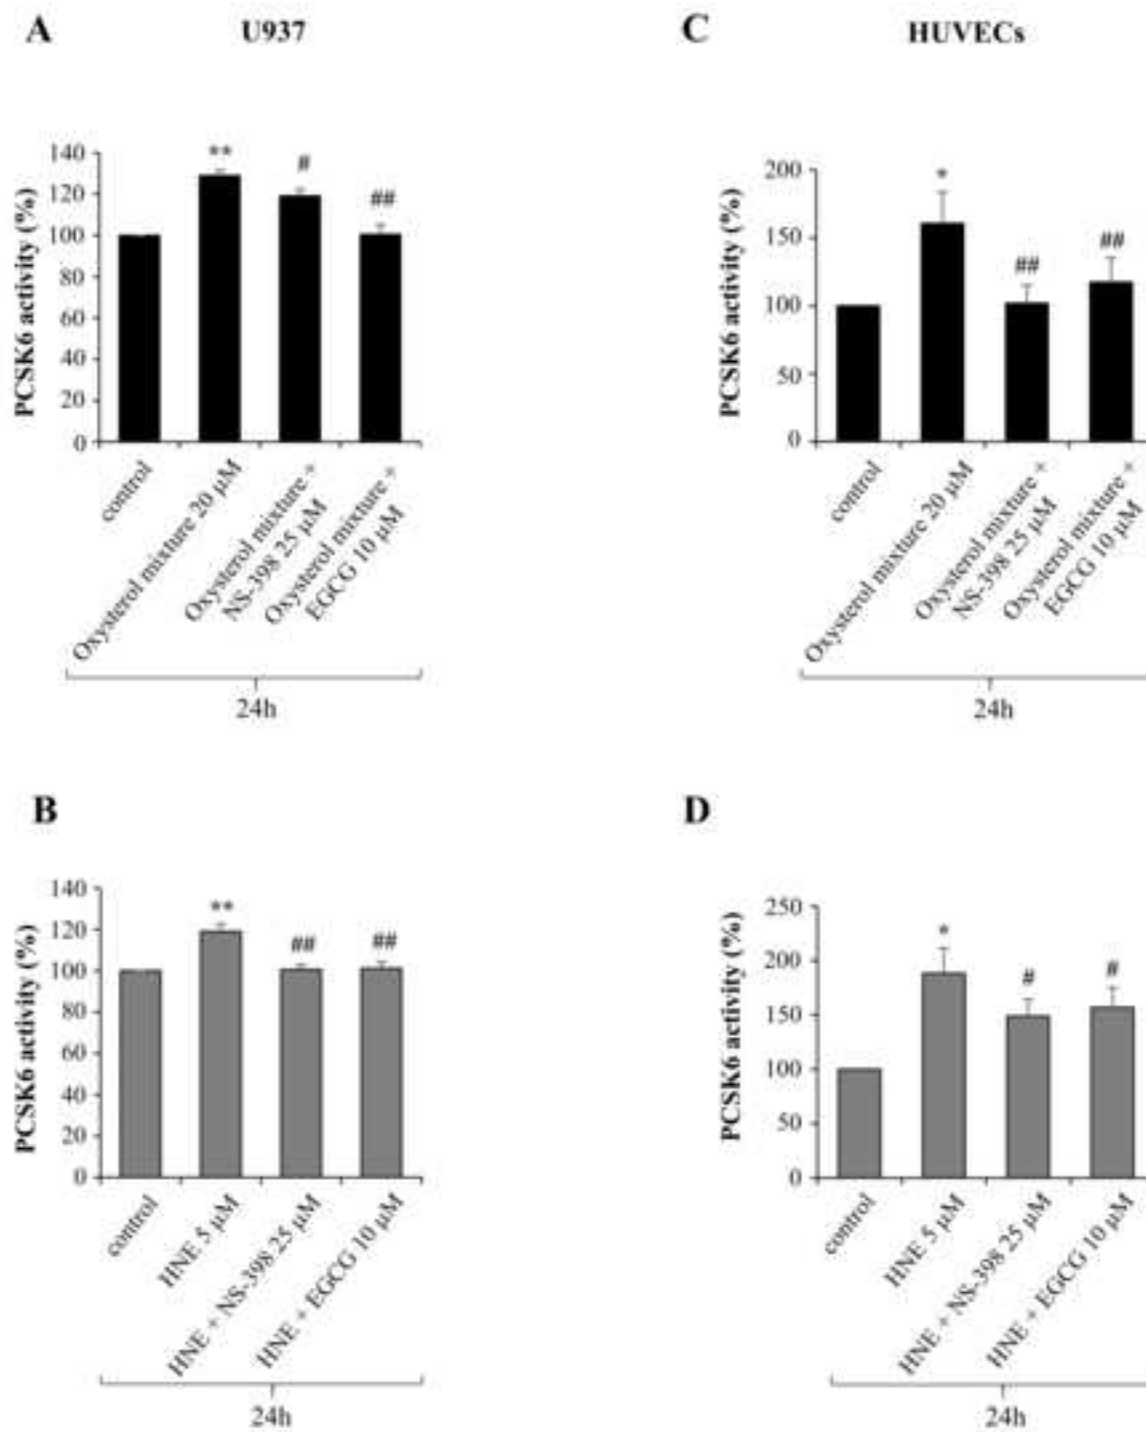 A
U937
PCSK6 activity (%)
140
120
100
80
60
40
20
0
**
#
##
control
Oxysterol mixture 20 µM
Oxysterol mixture +
NS-398 25 µM
Oxysterol mixture +
EGCG 10 µM
24h
C
HUVECs
PCSK6 activity (%)
200
150
100
50
0
*
##
##
control
Oxysterol mixture 20 µM
Oxysterol mixture +
NS-398 25 µM
Oxysterol mixture +
EGCG 10 µM
24h
B
PCSK6 activity (%)
140
120
100
80
60
40
20
0
**
##
##
control
HNE 5 µM
HNE + NS-398 25 µM
HNE + EGCG 10 µM
24h
D
PCSK6 activity (%)
250
200
150
100
50
0
*
#
#
control
HNE 5 µM
HNE + NS-398 25 µM
HNE + EGCG 10 µM
24h